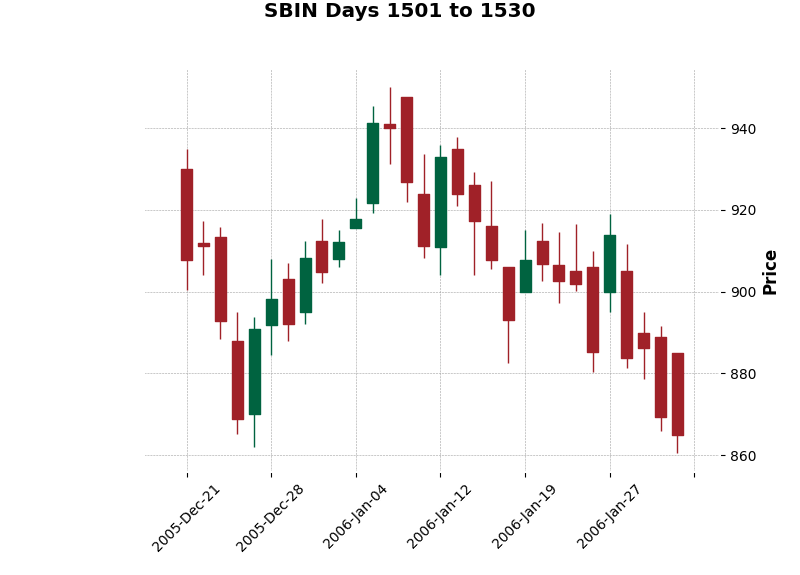 SBIN Days 1501 to 1530
940
920
900
880
860
Price
2005-Dec-21
2005-Dec-28
2006-Jan-04
2006-Jan-12
2006-Jan-19
2006-Jan-27